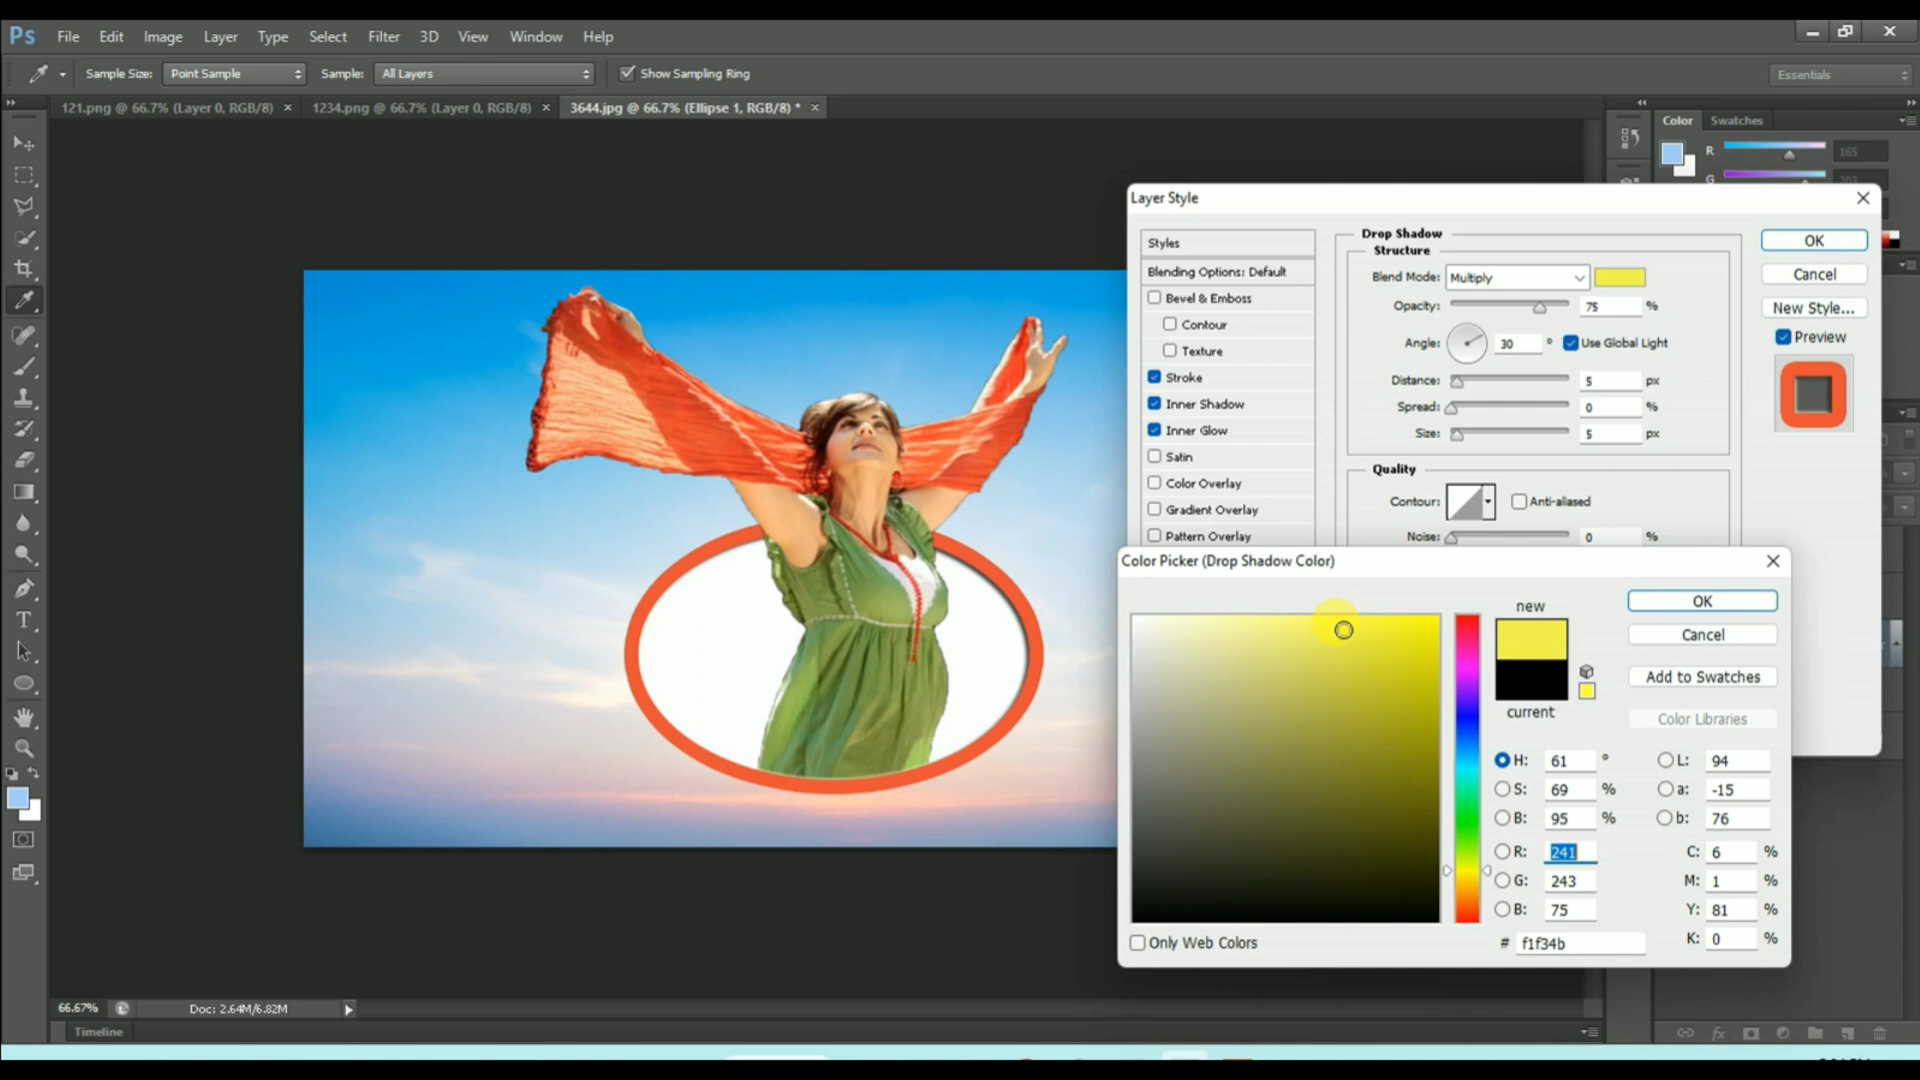 Ps File Edit Image Layer Type Select Filter 3D View Window Help
Sample Size: Point Sample Sample: All Layers Show Sampling Ring Essentials
121.png @ 66.7% (Layer 0, RGB/8) × 1234.png @ 66.7% (Layer 0, RGB/8) × 3644.jpg @ 66.7% (Ellipse 1, RGB/8) * ×
Color Swatches
R 165
G 203
Layer Style
Styles
Blending Options: Default
Bevel & Emboss
Contour
Texture
Stroke
Inner Shadow
Inner Glow
Satin
Color Overlay
Gradient Overlay
Pattern Overlay
Drop Shadow
Structure
Blend Mode: Multiply
Opacity: 75 %
Angle: 30 ° Use Global Light
Distance: 5 px
Spread: 0 %
Size: 5 px
Quality
Contour: Anti-aliased
Noise: 0 %
OK
Cancel
New Style...
Preview
Color Picker (Drop Shadow Color)
new
current
OK
Cancel
Add to Swatches
Color Libraries
H: 61 ° L: 94
S: 69 % a: -15
B: 95 % b: 76
R: 241 C: 6 %
G: 243 M: 1 %
B: 75 Y: 81 %
# f1f34b K: 0 %
Only Web Colors
66.67% Doc: 2.64M/6.82M
Timeline
fx